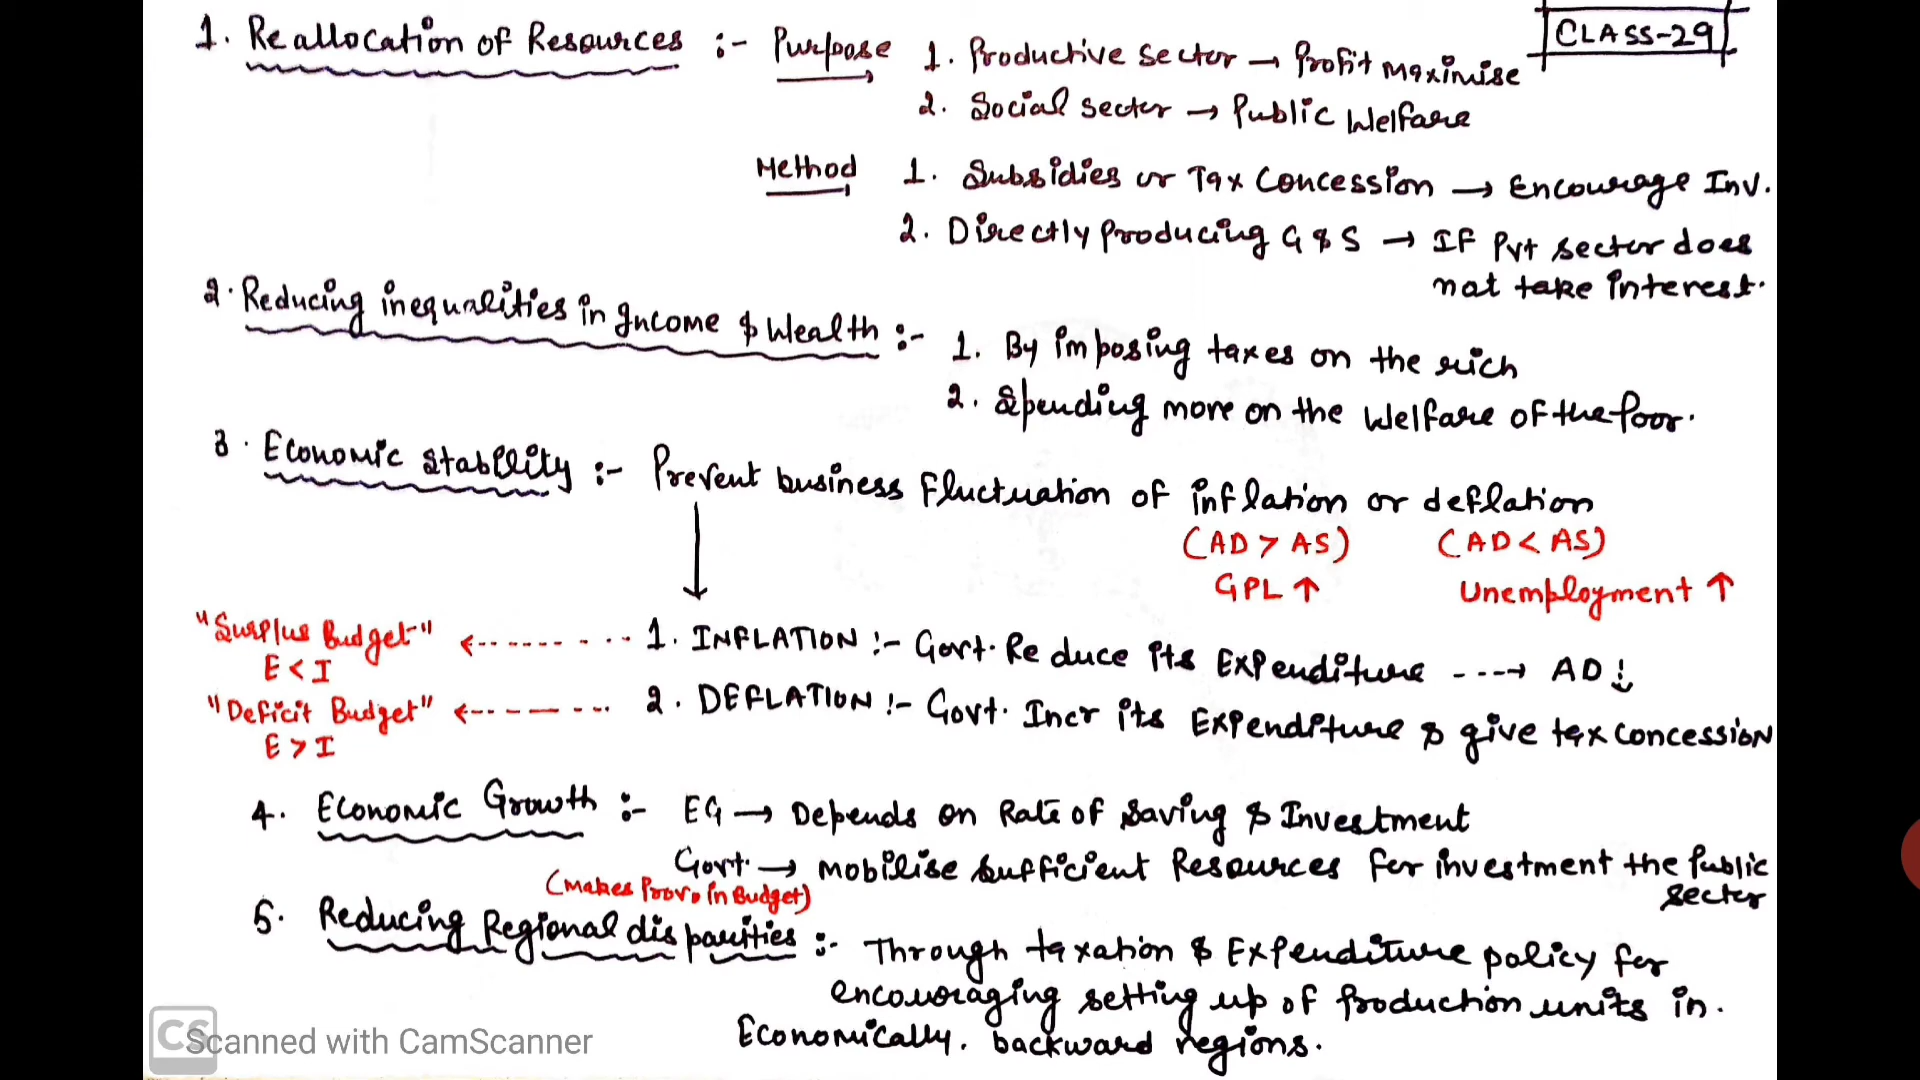 CLASS-29
1. Reallocation of Resources :- Purpose 1. Productive Sector → Profit Maximise
2. Social Sector → Public Welfare
Method 1. Subsidies or Tax Concession → Encourage Inv.
2. Directly Producing G & S → If Pvt sector does
not take interest.
2. Reducing inequalities in Income & Wealth :- 1. By imposing taxes on the rich
2. Spending more on the Welfare of the Poor.
3. Economic Stability :- Prevent business Fluctuation of inflation or deflation
(AD > AS) (AD < AS)
GPL ↑ Unemployment ↑
"Surplus Budget" ← 1. INFLATION :- Govt. Reduce its Expenditure ---→ AD ↓
E < I
"Deficit Budget" ← 2. DEFLATION :- Govt. Incr its Expenditure & give tax concession
E > I
4. Economic Growth :- EG → Depends on Rate of Saving & Investment
Govt. → mobilise sufficient Resources for investment the Public
sector
(Makes Prov. in Budget)
5. Reducing Regional disparities :- Through taxation & Expenditure policy for
encouraging setting up of Production units in.
Economically. backward regions.
CS
Scanned with CamScanner